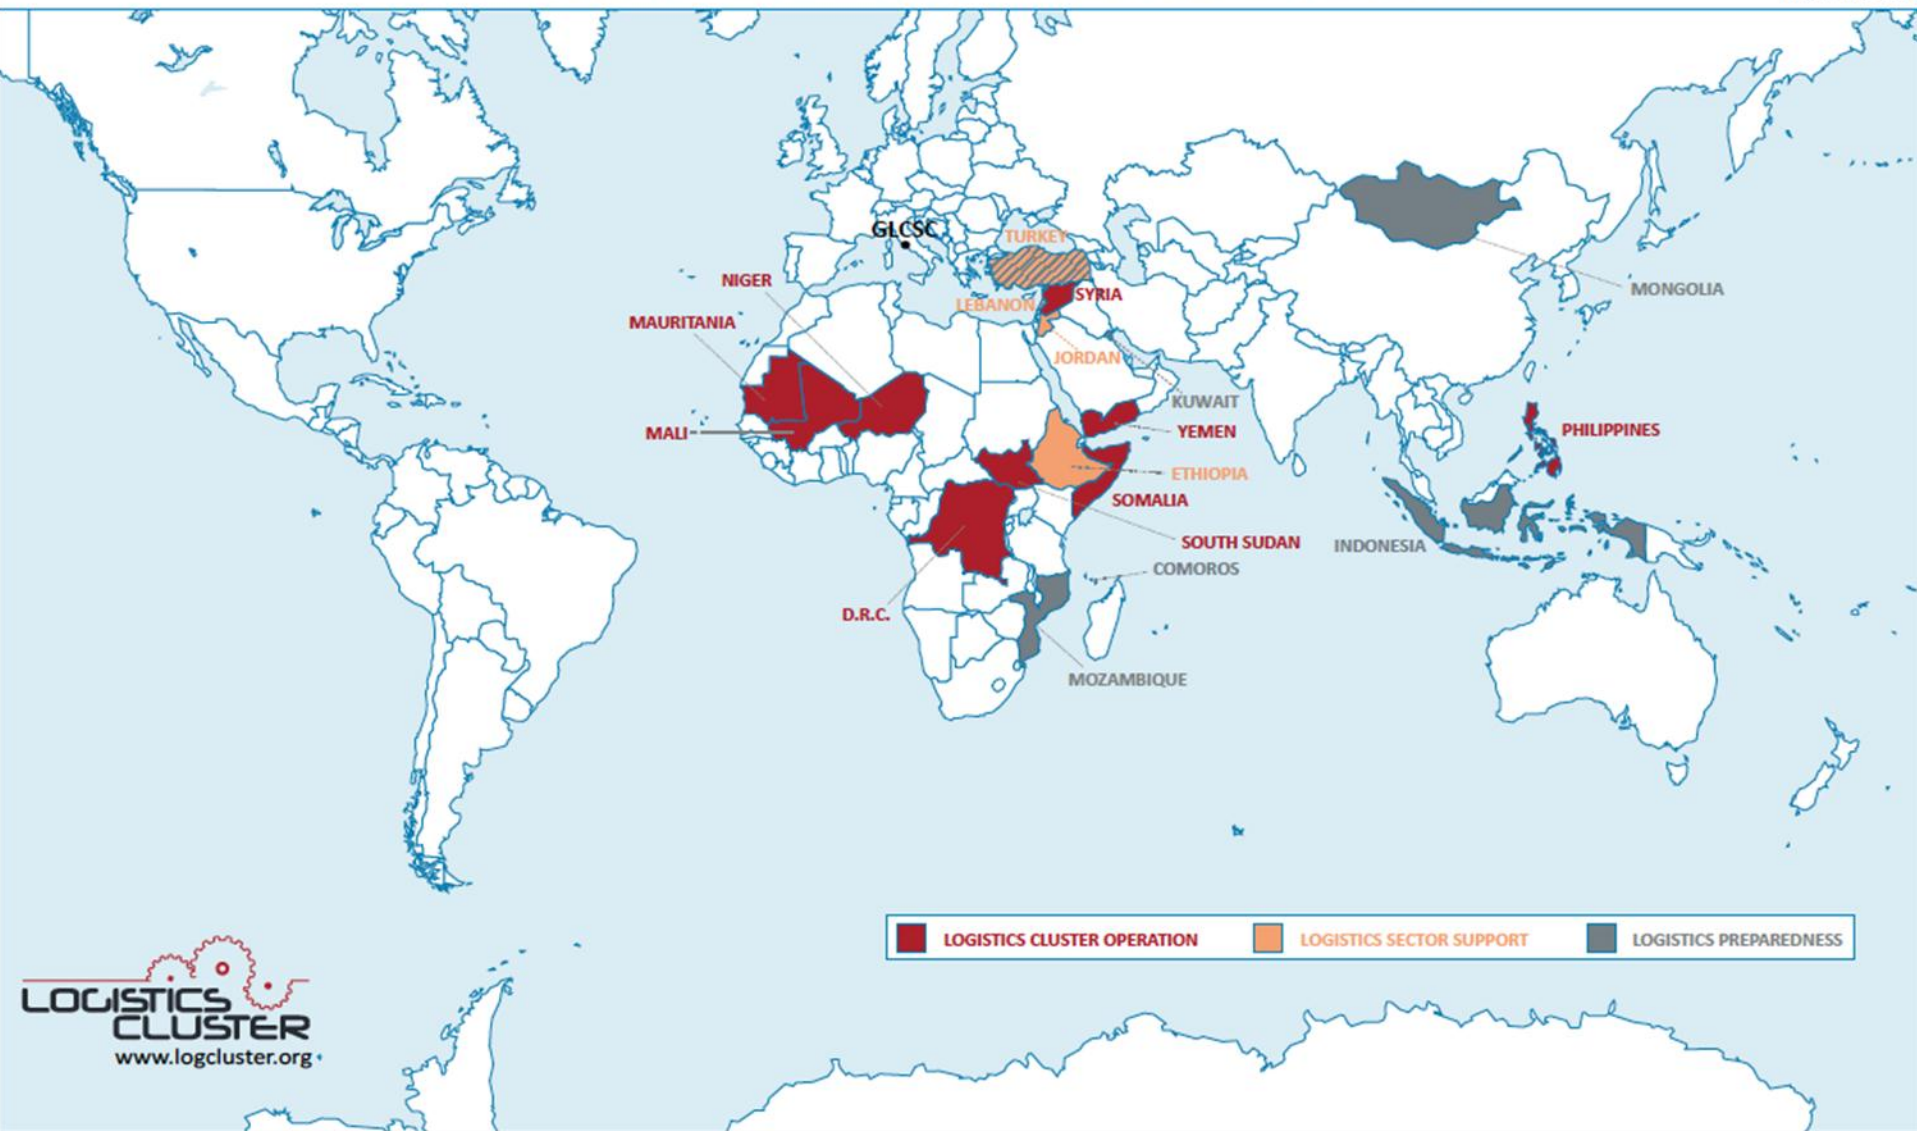 GLCSC
TURKEY
NIGER
MONGOLIA
LEBANON
SYRIA
MAURITANIA
JORDAN
KUWAIT
MALI
YEMEN
PHILIPPINES
ETHIOPIA
SOMALIA
SOUTH SUDAN
INDONESIA
COMOROS
D.R.C.
MOZAMBIQUE
LOGISTICS CLUSTER OPERATION
LOGISTICS SECTOR SUPPORT
LOGISTICS PREPAREDNESS
LOGISTICS
CLUSTER
www.logcluster.org